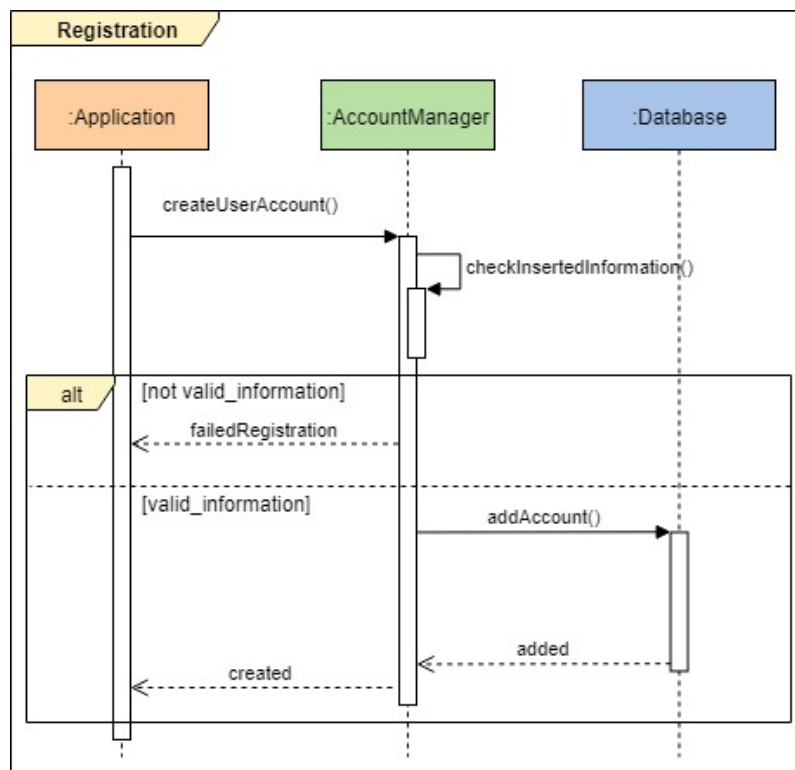 Registration
:Application
:AccountManager
:Database
createUserAccount()
checkInsertedInformation()
alt
[not valid_information]
failedRegistration
[valid_information]
addAccount()
added
created